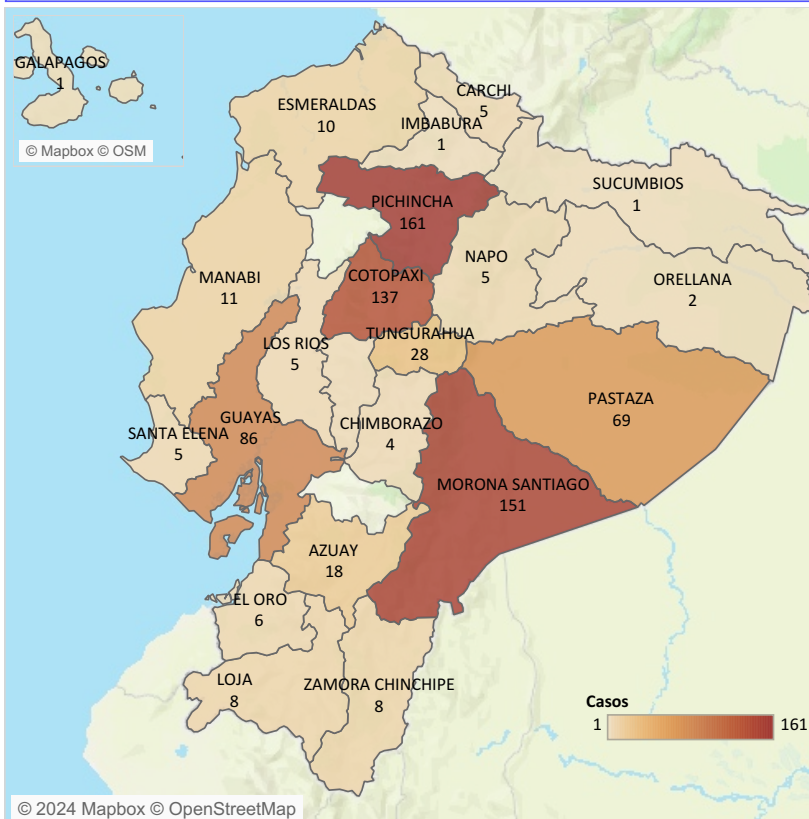 GALAPAGOS
1
© Mapbox © OSM
ESMERALDAS
10
CARCHI
5
IMBABURA
1
SUCUMBIOS
1
PICHINCHA
161
NAPO
5
ORELLANA
2
MANABI
11
COTOPAXI
137
TUNGURAHUA
28
LOS RIOS
5
PASTAZA
69
GUAYAS
86
SANTA ELENA
5
CHIMBORAZO
4
MORONA SANTIAGO
151
AZUAY
18
EL ORO
6
LOJA
8
ZAMORA CHINCHIPE
8
Casos
1 161
© 2024 Mapbox © OpenStreetMap